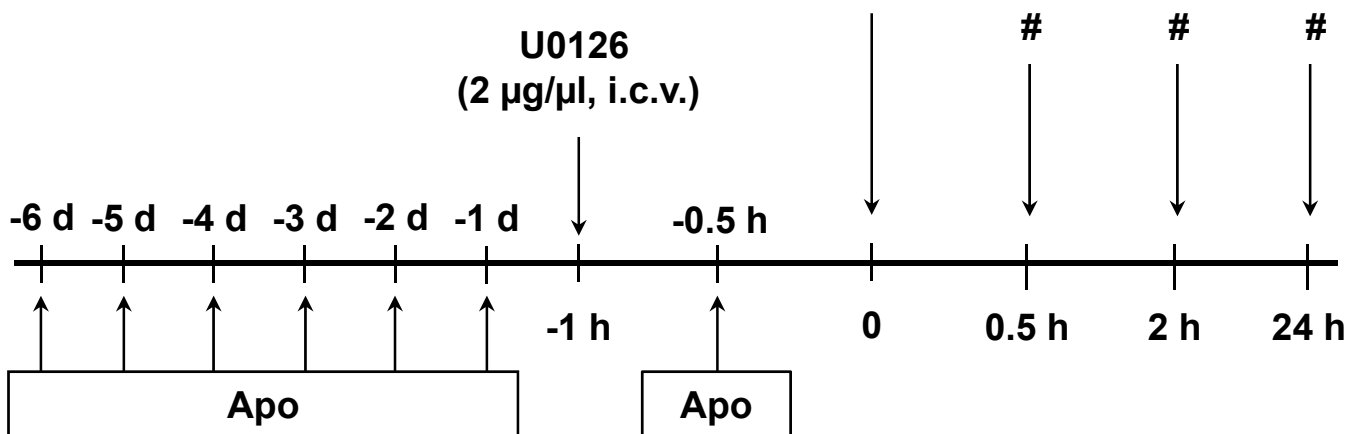 # # #
U0126
(2 µg/µl, i.c.v.)
-6 d -5 d -4 d -3 d -2 d -1 d -0.5 h
-1 h 0 0.5 h 2 h 24 h
Apo Apo